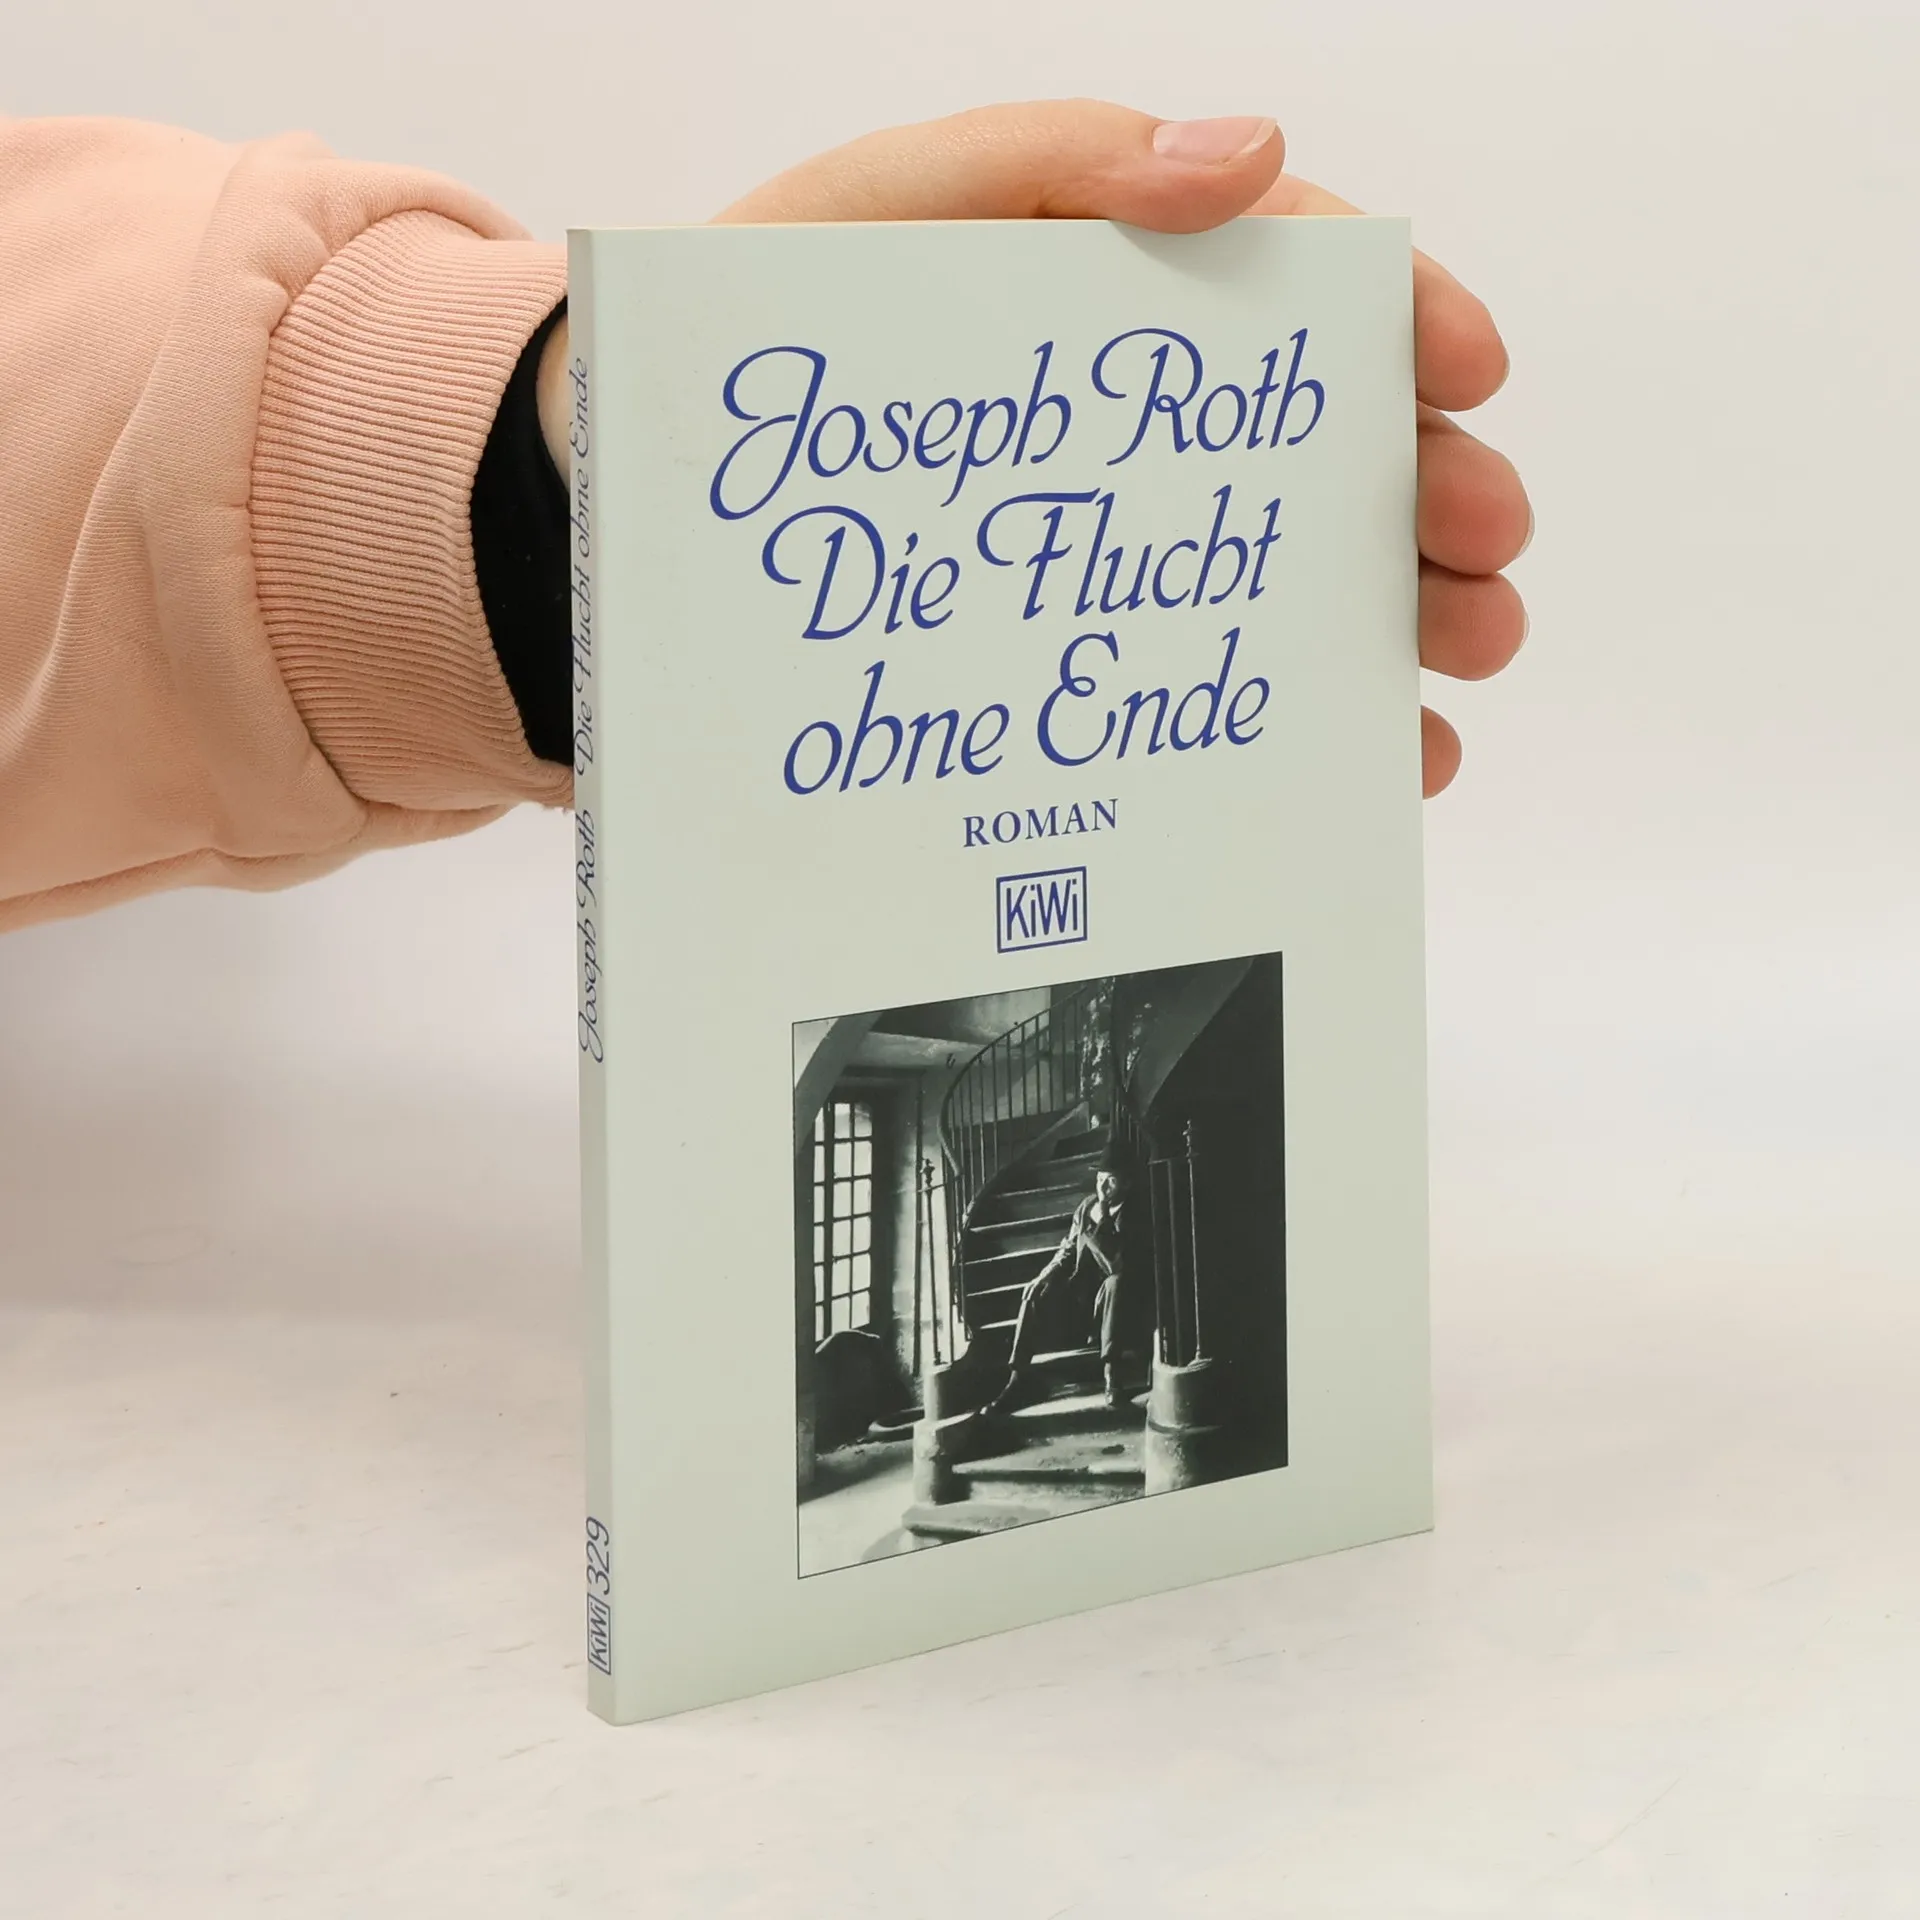 Joseph Roth
Die Flucht
ohne Ende
ROMAN
KiWi
Joseph Roth Die Flucht ohne Ende
KiWi 329